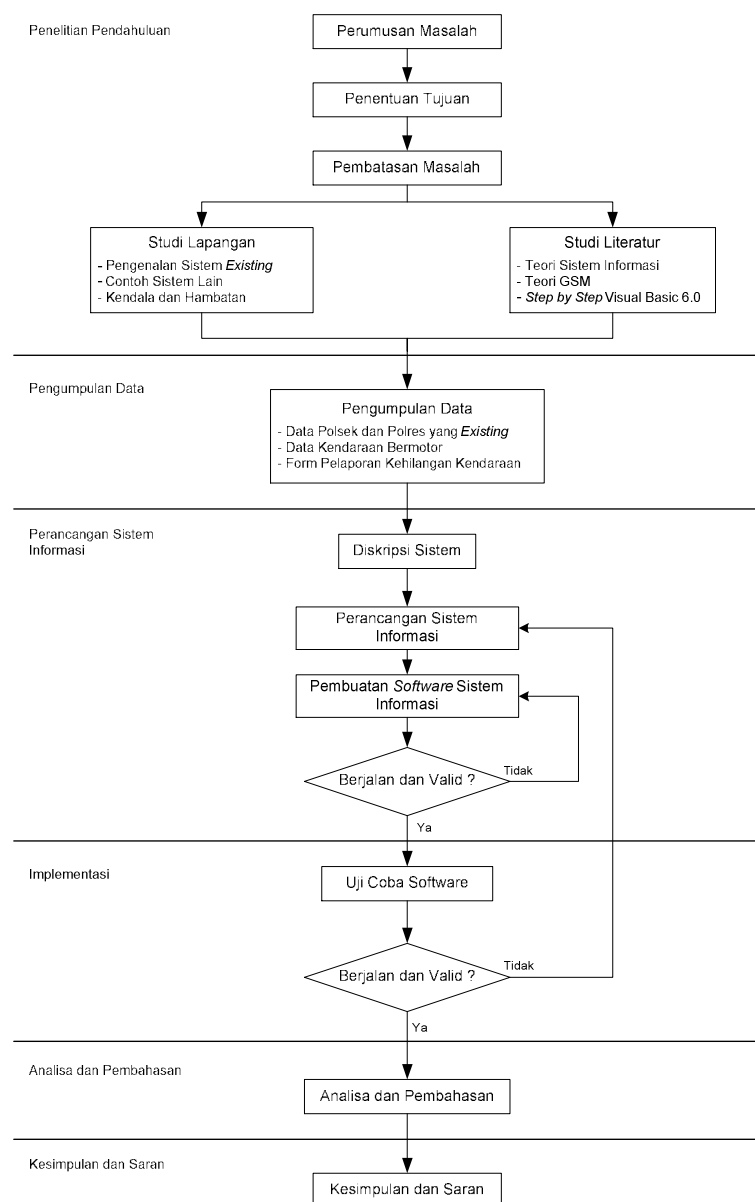 Penelitian Pendahuluan
Perumusan Masalah
Penentuan Tujuan
Pembatasan Masalah
Studi Lapangan
- Pengenalan Sistem Existing
- Contoh Sistem Lain
- Kendala dan Hambatan
Studi Literatur
- Teori Sistem Informasi
- Teori GSM
- Step by Step Visual Basic 6.0
Pengumpulan Data
Pengumpulan Data
- Data Polsek dan Polres yang Existing
- Data Kendaraan Bermotor
- Form Pelaporan Kehilangan Kendaraan
Perancangan Sistem
Informasi
Diskripsi Sistem
Perancangan Sistem
Informasi
Pembuatan Software Sistem
Informasi
Berjalan dan Valid ?
Tidak
Ya
Implementasi
Uji Coba Software
Berjalan dan Valid ?
Tidak
Ya
Analisa dan Pembahasan
Analisa dan Pembahasan
Kesimpulan dan Saran
Kesimpulan dan Saran